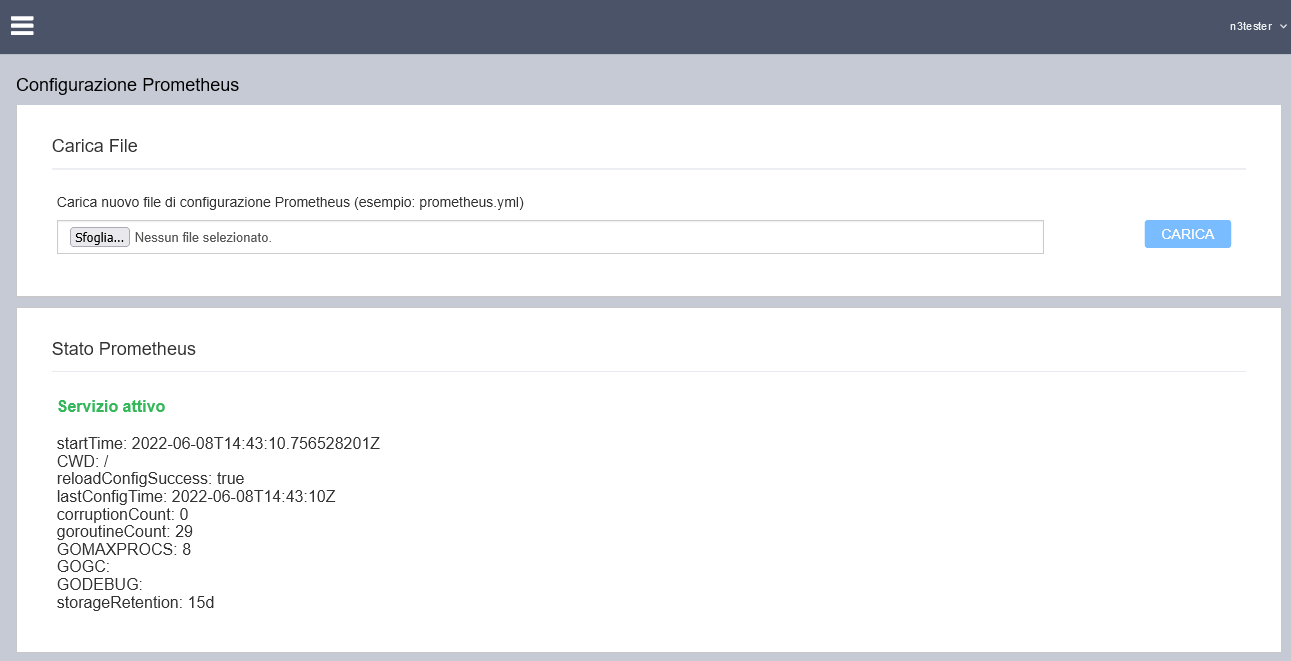 n3tester
Configurazione Prometheus
Carica File
Carica nuovo file di configurazione Prometheus (esempio: prometheus.yml)
Sfoglia... Nessun file selezionato.
CARICA
Stato Prometheus
Servizio attivo
startTime: 2022-06-08T14:43:10.756528201Z
CWD: /
reloadConfigSuccess: true
lastConfigTime: 2022-06-08T14:43:10Z
corruptionCount: 0
goroutineCount: 29
GOMAXPROCS: 8
GOGC:
GODEBUG:
storageRetention: 15d